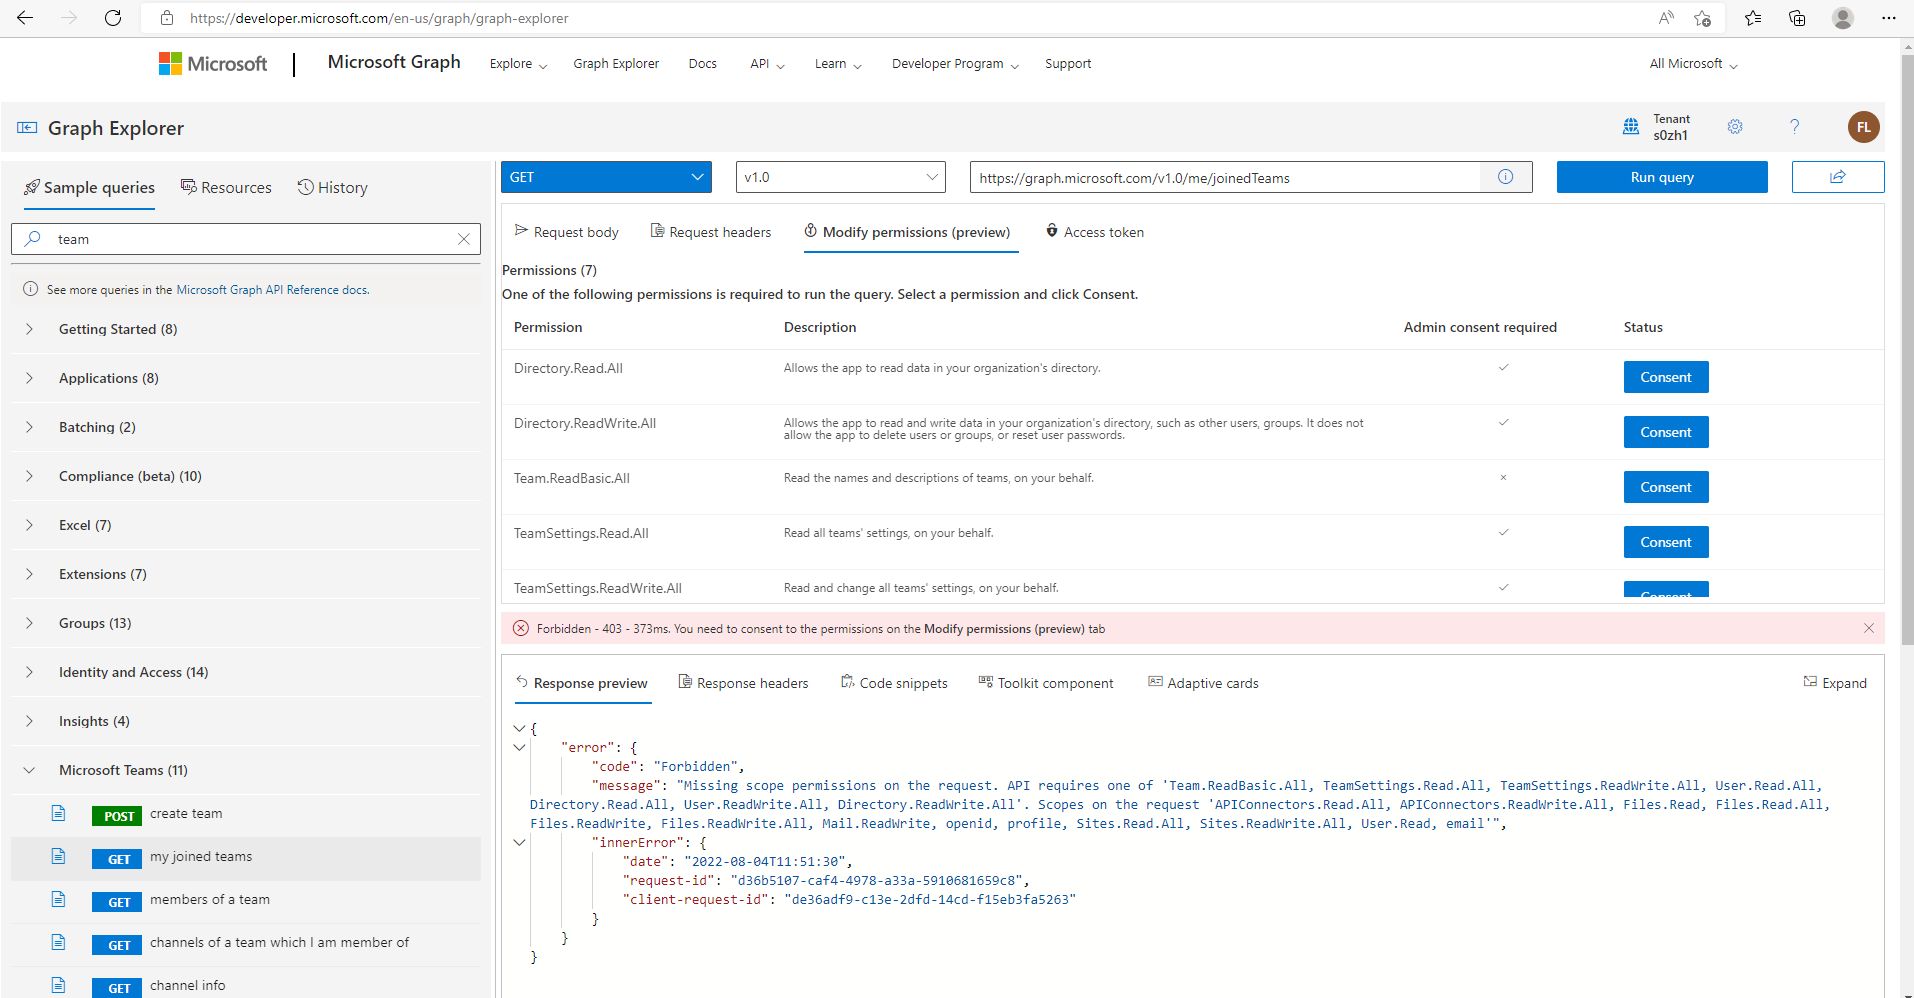 https://developer.microsoft.com/en-us/graph/graph-explorer
Microsoft
Microsoft Graph
Explore
Graph Explorer
Docs
API
Learn
Developer Program
Support
All Microsoft
Graph Explorer
Tenant
s0zh1
FL
Sample queries
Resources
History
team
See more queries in the Microsoft Graph API Reference docs.
Getting Started (8)
Applications (8)
Batching (2)
Compliance (beta) (10)
Excel (7)
Extensions (7)
Groups (13)
Identity and Access (14)
Insights (4)
Microsoft Teams (11)
POST create team
GET my joined teams
GET members of a team
GET channels of a team which I am member of
GET channel info
GET
v1.0
https://graph.microsoft.com/v1.0/me/joinedTeams
Run query
Request body
Request headers
Modify permissions (preview)
Access token
Permissions (7)
One of the following permissions is required to run the query. Select a permission and click Consent.
Permission Description Admin consent required Status
Directory.Read.All Allows the app to read data in your organization's directory. Consent
Directory.ReadWrite.All Allows the app to read and write data in your organization's directory, such as other users, groups. It does not
allow the app to delete users or groups, or reset user passwords. Consent
Team.ReadBasic.All Read the names and descriptions of teams, on your behalf. Consent
TeamSettings.Read.All Read all teams' settings, on your behalf. Consent
TeamSettings.ReadWrite.All Read and change all teams' settings, on your behalf. Consent
Forbidden - 403 - 373ms. You need to consent to the permissions on the Modify permissions (preview) tab
Response preview
Response headers
Code snippets
Toolkit component
Adaptive cards
Expand
{
"error": {
"code": "Forbidden",
"message": "Missing scope permissions on the request. API requires one of 'Team.ReadBasic.All, TeamSettings.Read.All, TeamSettings.ReadWrite.All, User.Read.All,
Directory.Read.All, User.ReadWrite.All, Directory.ReadWrite.All'. Scopes on the request 'APIConnectors.Read.All, APIConnectors.ReadWrite.All, Files.Read, Files.Read.All,
Files.ReadWrite, Files.ReadWrite.All, Mail.ReadWrite, openid, profile, Sites.Read.All, Sites.ReadWrite.All, User.Read, email'",
"innerError": {
"date": "2022-08-04T11:51:30",
"request-id": "d36b5107-caf4-4978-a33a-5910681659c8",
"client-request-id": "de36adf9-c13e-2dfd-14cd-f15eb3fa5263"
}
}
}